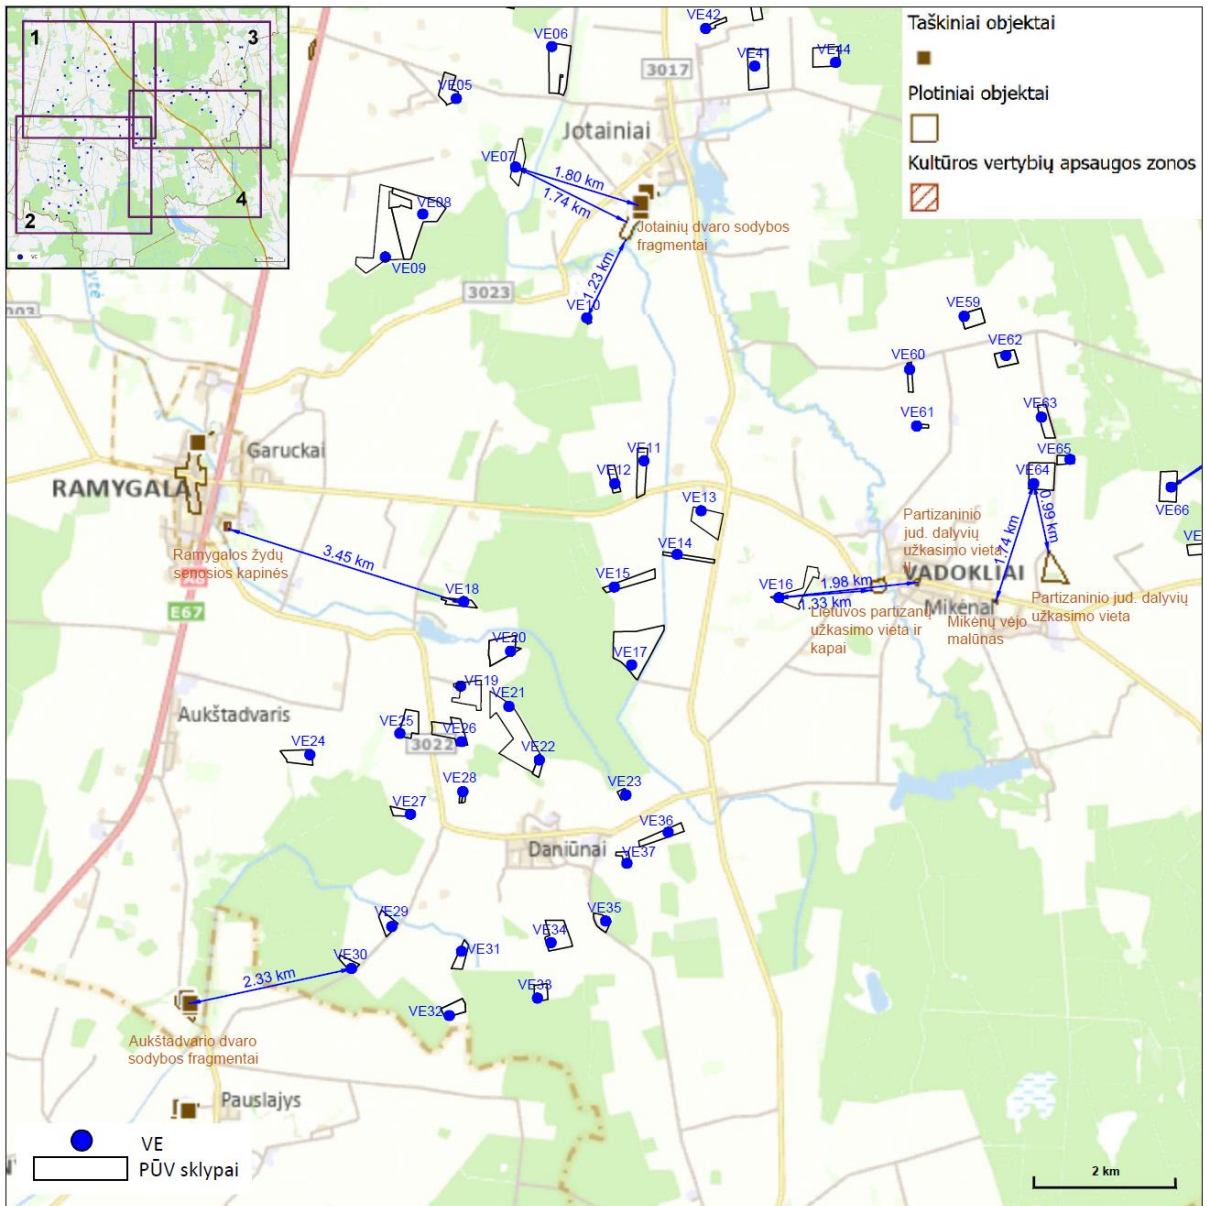 1
3
2
4
VE
Taškiniai objektai
Plotiniai objektai
Kultūros vertybių apsaugos zonos
VE42
VE06
VE41
VE44
3017
VE05
Jotainiai
VE07
1.80 km
1.74 km
VE08
Jotainių dvaro sodybos
fragmentai
VE09
1.23 km
3023
VE10
VE59
VE62
VE60
VE63
VE61
Garuckai
VE11
VE65
VE12
VE64
RAMYGALA
VE66
VE13
0.99 km
Partizaninio
jud. dalyvių
užkasimo vieta
1.74 km
3.45 km
VE
VE14
Ramygalos žydų
senosios kapinės
VADOKLIAI
VE15
VE16
1.98 km
1.33 km
A8
E67
VE18
Mikėnai
Lietuvos partizanų
užkasimo vieta ir
kapai
Mikėnų vėjo
malūnas
Partizaninio jud. dalyvių
užkasimo vieta
VE20
VE17
VE19
VE21
Aukštadvaris
VE25
VE26
3022
VE24
VE22
VE28
VE23
VE27
VE36
Daniūnai
VE37
VE29
VE35
VE34
VE31
VE30
2.33 km
VE33
VE32
Aukštadvario dvaro
sodybos fragmentai
Pauslajys
VE
PŪV sklypai
2 km